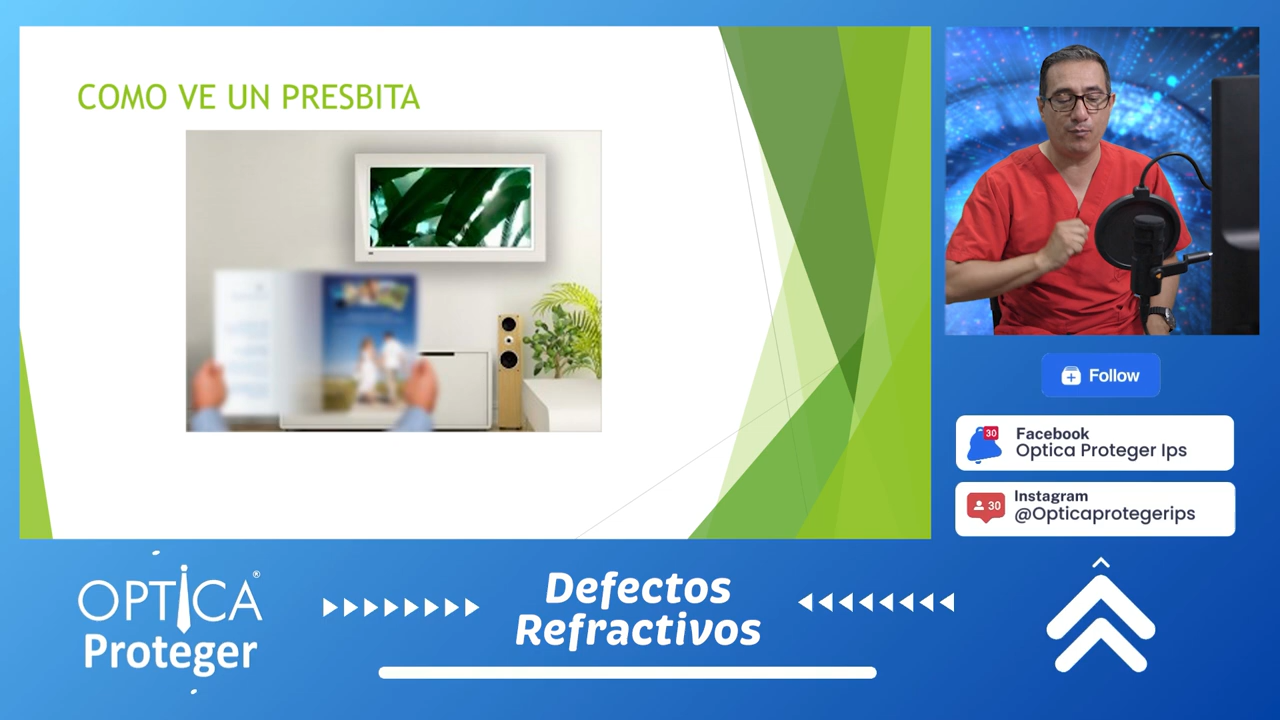 COMO VE UN PRESBITA
Follow
30
Facebook
Optica Proteger Ips
30
Instagram
@Opticaprotegerips
OPTICA®
Proteger
Defectos
Refractivos